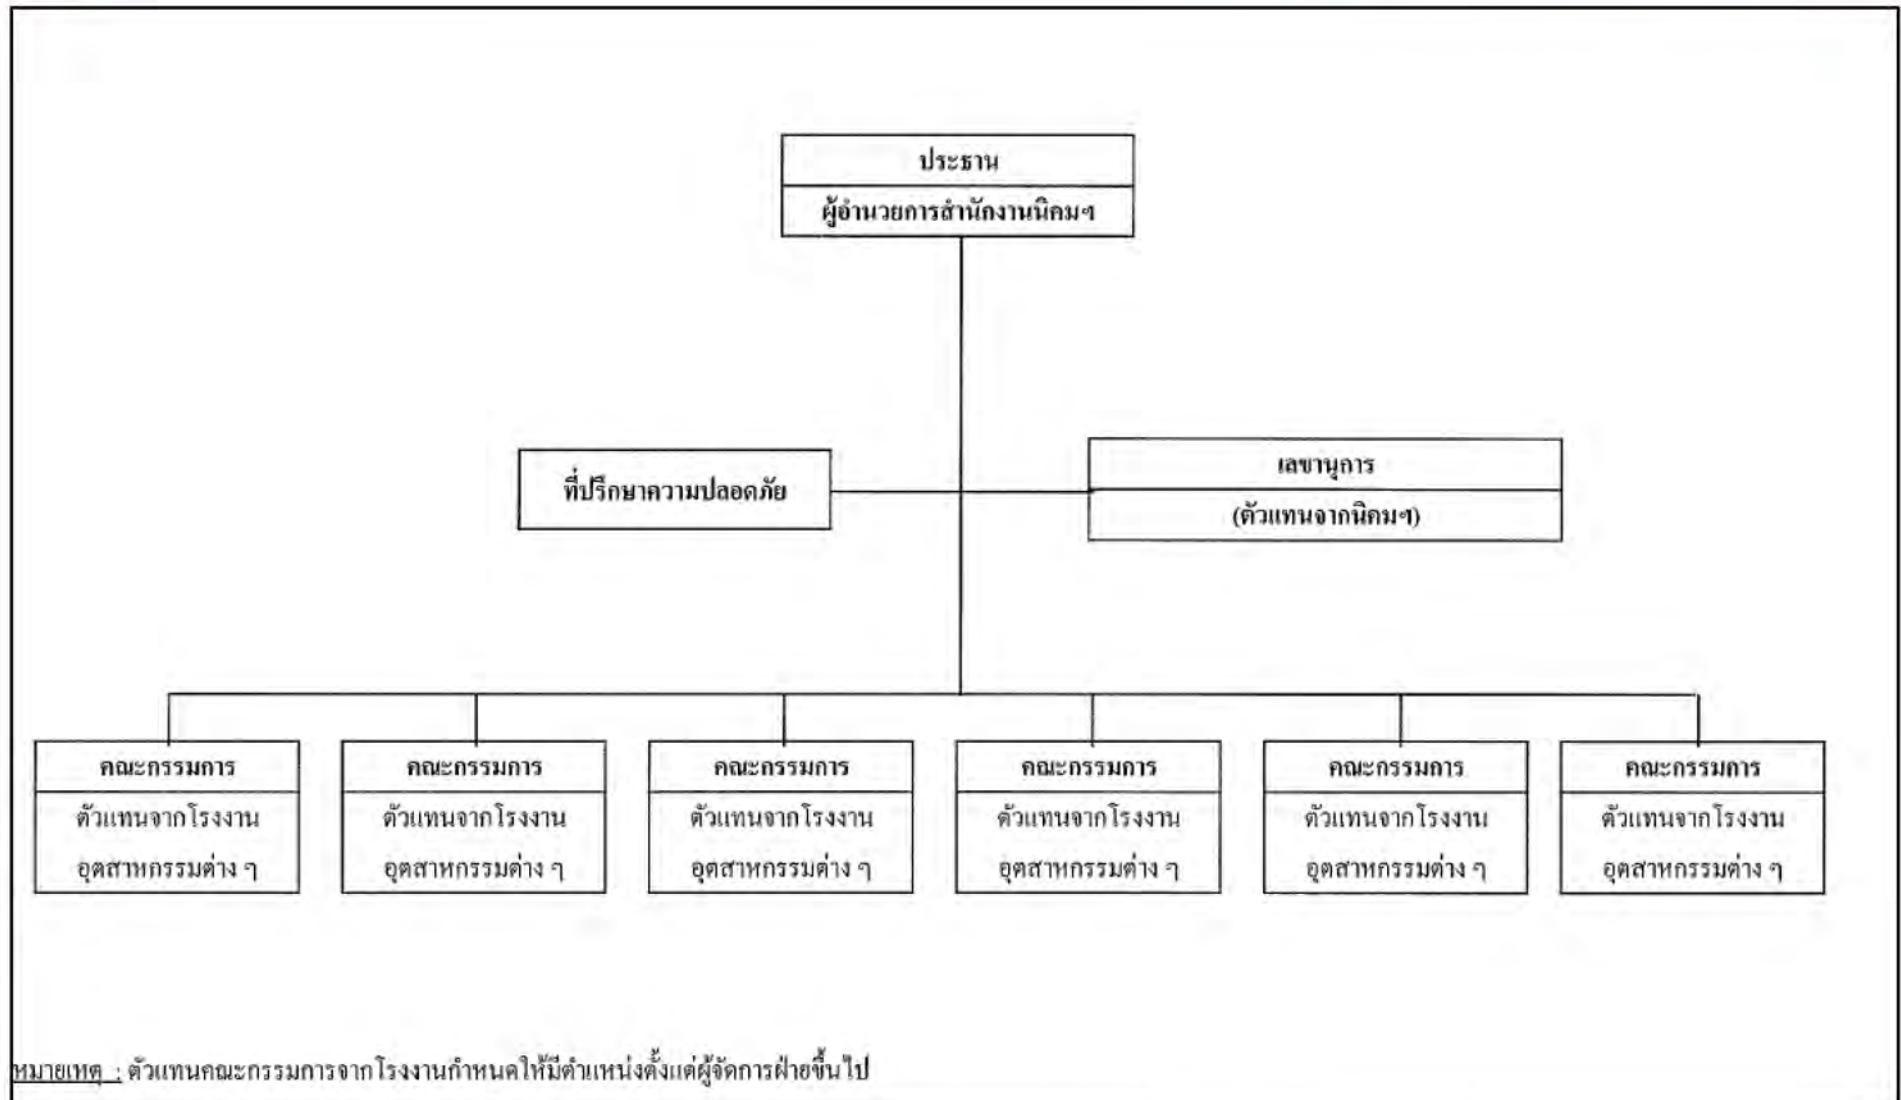 ประธาน
ผู้อำนวยการสำนักงานนิคมฯ
ที่ปรึกษาความปลอดภัย
เลขานุการ
(ตัวแทนจากนิคมฯ)
คณะกรรมการ
ตัวแทนจากโรงงาน
อุตสาหกรรมต่าง ๆ
คณะกรรมการ
ตัวแทนจากโรงงาน
อุตสาหกรรมต่าง ๆ
คณะกรรมการ
ตัวแทนจากโรงงาน
อุตสาหกรรมต่าง ๆ
คณะกรรมการ
ตัวแทนจากโรงงาน
อุตสาหกรรมต่าง ๆ
คณะกรรมการ
ตัวแทนจากโรงงาน
อุตสาหกรรมต่าง ๆ
คณะกรรมการ
ตัวแทนจากโรงงาน
อุตสาหกรรมต่าง ๆ
หมายเหตุ : ตัวแทนคณะกรรมการจากโรงงานกำหนดให้มีตำแหน่งตั้งแต่ผู้จัดการฝ่ายขึ้นไป